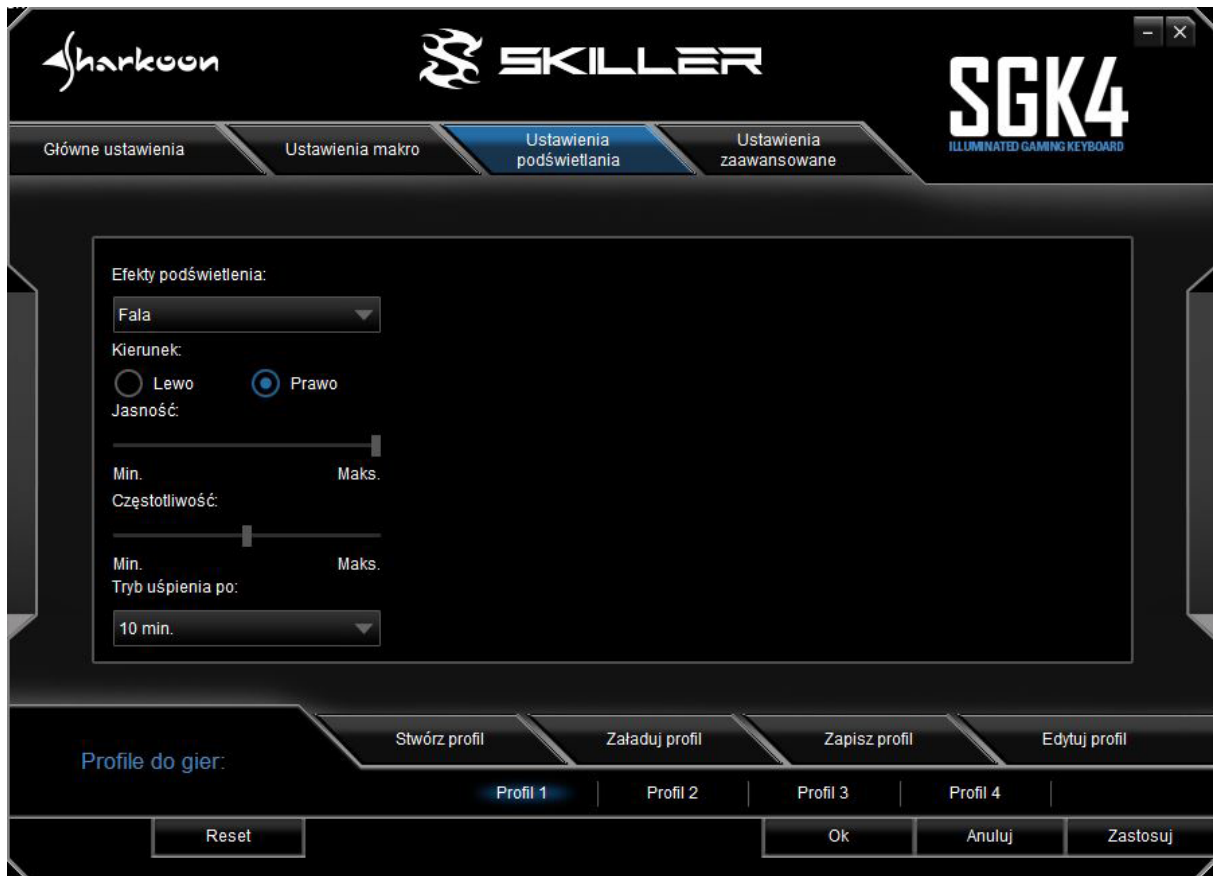 Sharkoon
SKILLER
SGK4
ILLUMINATED GAMING KEYBOARD
Główne ustawienia
Ustawienia makro
Ustawienia
podświetlania
Ustawienia
zaawansowane
Efekty podświetlenia:
Fala
Kierunek:
Lewo Prawo
Jasność:
Min. Maks.
Częstotliwość:
Min. Maks.
Tryb uśpienia po:
10 min.
Profile do gier:
Stwórz profil Załaduj profil Zapisz profil Edytuj profil
Profil 1 Profil 2 Profil 3 Profil 4
Reset Ok Anuluj Zastosuj